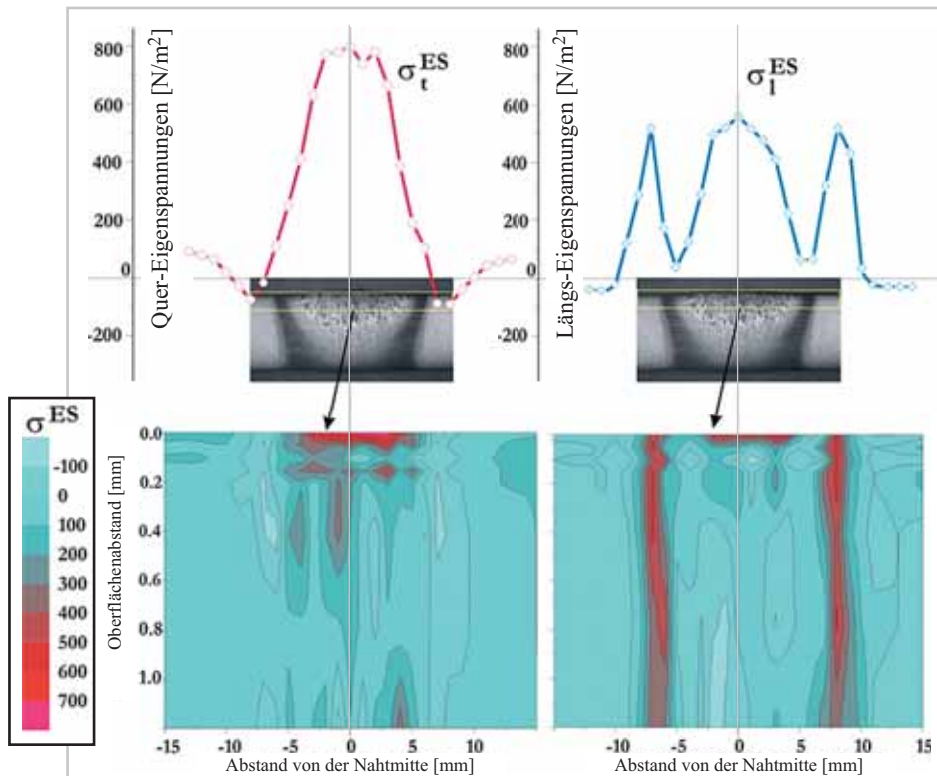 Quer-Eigenspannungen [N/m²]
800
600
400
200
0
-200
σ t ES
Längs-Eigenspannungen [N/m²]
800
600
400
200
0
-200
σ l ES
σ ES
-100
0
100
200
300
400
500
600
700
Oberflächenabstand [mm]
0.0
0.2
0.4
0.6
0.8
1.0
-15 -10 -5 0 5 10
Abstand von der Nahtmitte [mm]
-10 -5 0 5 10 15
Abstand von der Nahtmitte [mm]